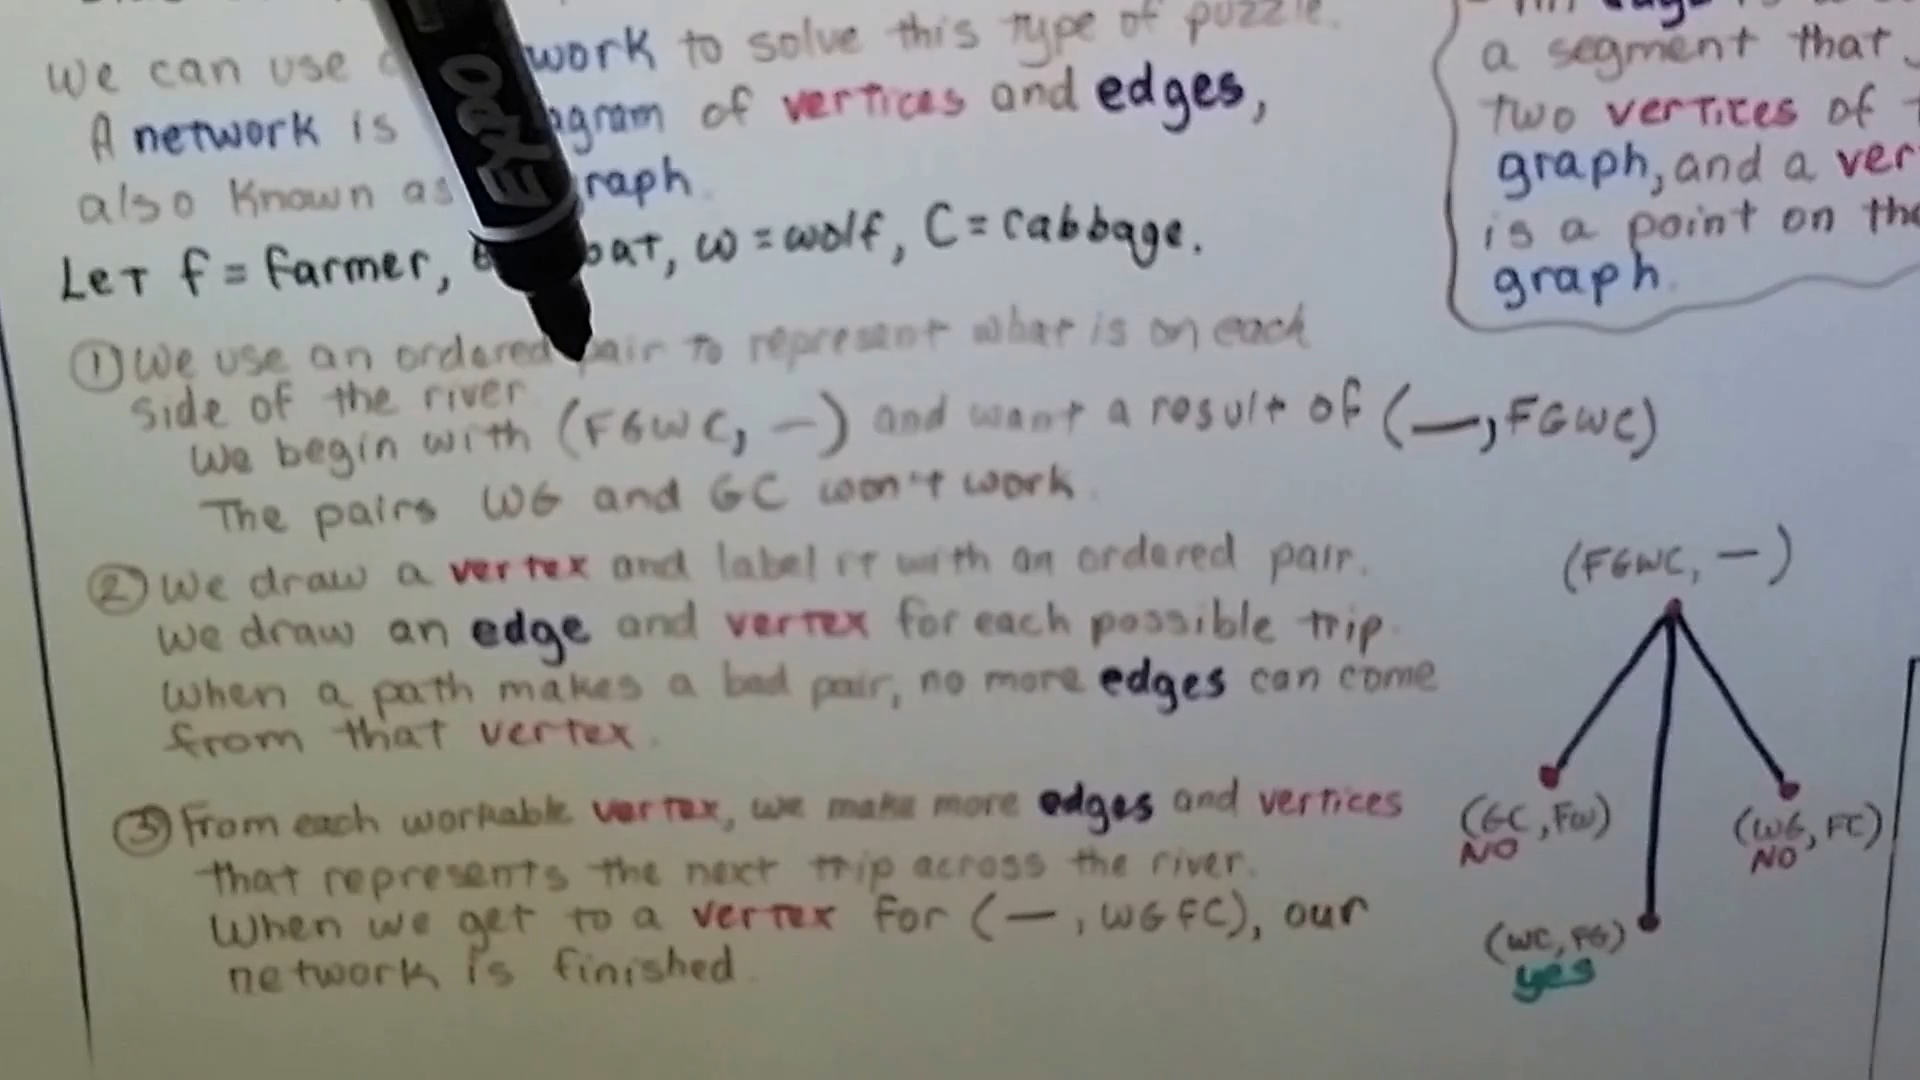 We can use work to solve this type of puzzle.
A network is agram of vertices and edges,
also known as raph.
Let f = farmer, oat, w = wolf, C = cabbage.
EXPO
① We use an ordered pair to represent what is on each
side of the river
We begin with (FGWC, —) and want a result of (—, FGWC)
The pairs WG and GC won't work.
② We draw a vertex and label it with an ordered pair.
We draw an edge and vertex for each possible trip.
When a path makes a bad pair, no more edges can come
from that vertex.
③ From each workable vertex, we make more edges and vertices
that represents the next trip across the river.
When we get to a vertex for (—, WGFC), our
network is finished.
a segment that
two vertices of
graph, and a ver
is a point on the
graph.
(FGWC, —)
(GC, FW)
NO
(WG, FC)
NO
(WC, FG)
yes